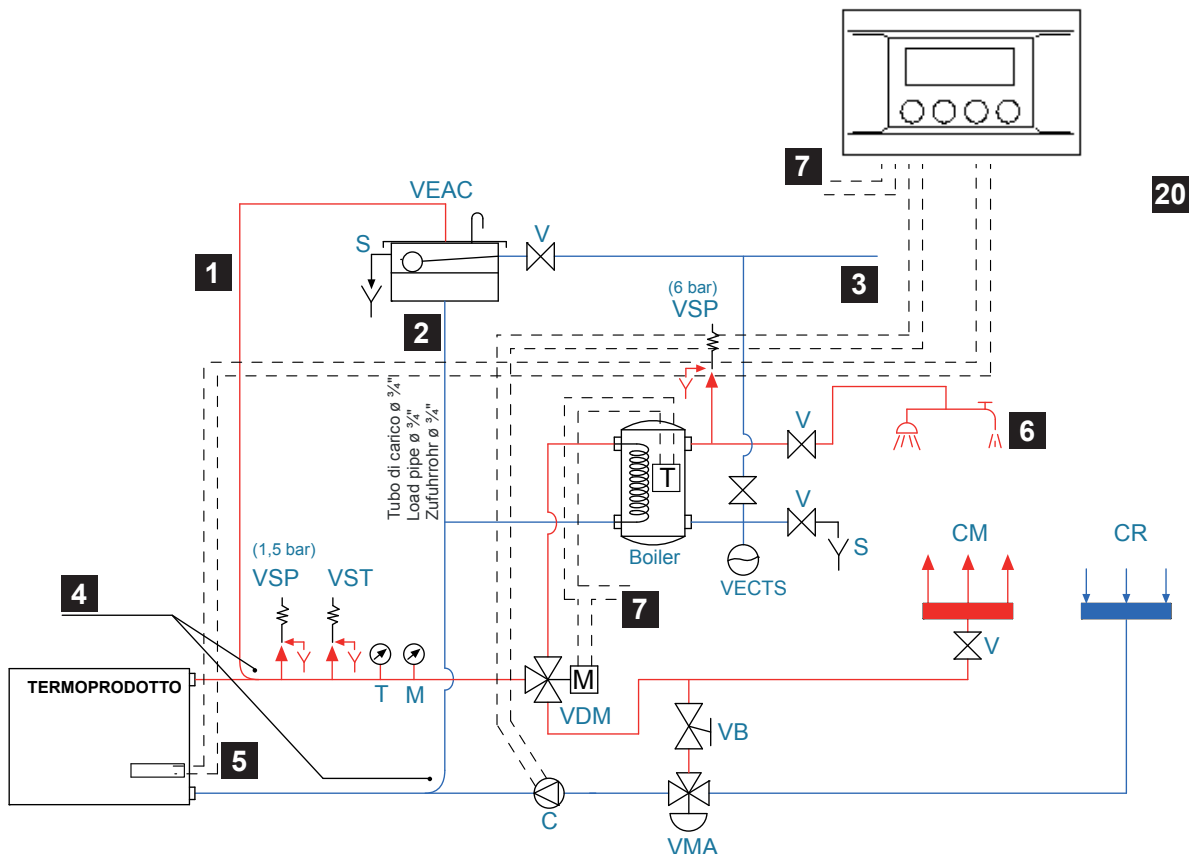 7
20
VEAC
S
V
1
3
(6 bar)
VSP
2
Tubo di carico ø ¾"
Load pipe ø ¾"
Zufuhrrohr ø ¾"
V
6
T
V
Boiler
S
VECTS
CM
CR
(1,5 bar)
VSP
VST
4
7
V
TERMOPRODOTTO
T
M
M
VDM
VB
5
C
VMA